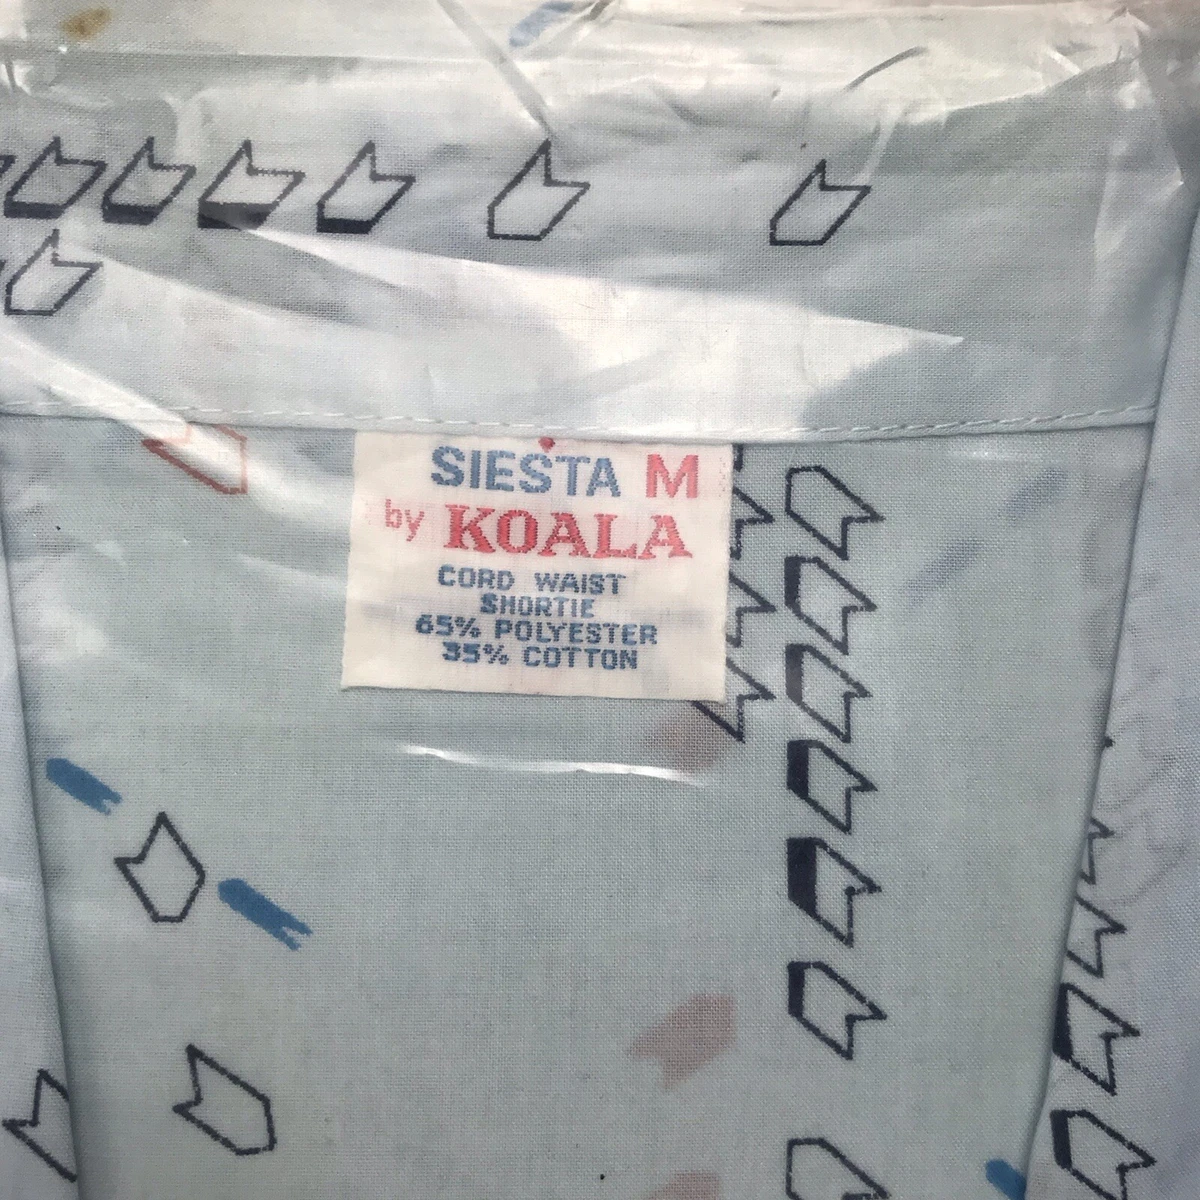 SIESTA M
by KOALA
CORD WAIST
SHORTIE
65% POLYESTER
35% COTTON